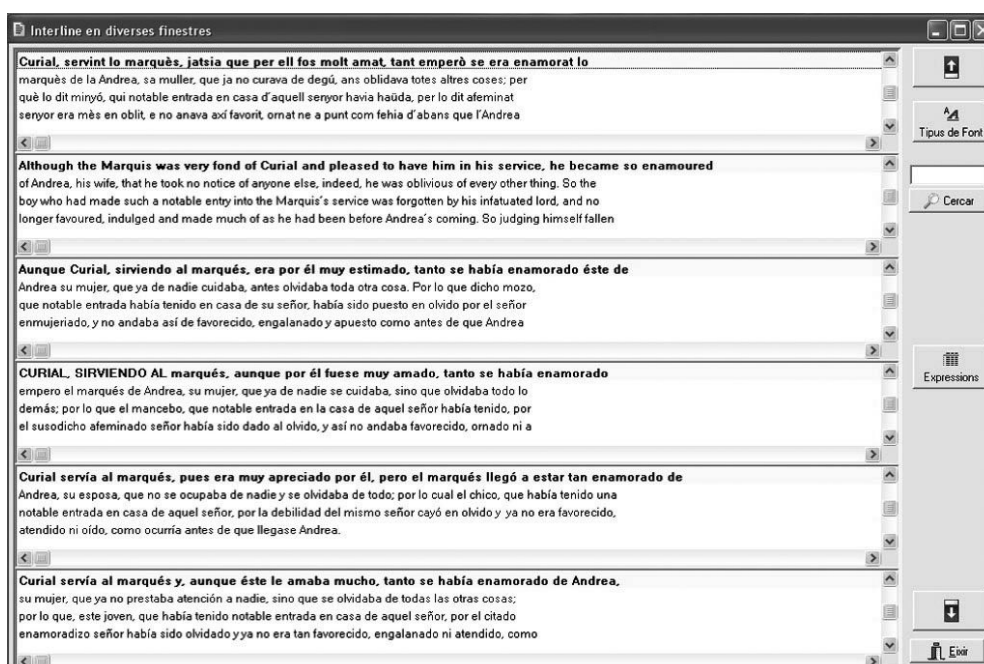 Interline en diverses finestres
Curial, servint lo marquès, jatsia que per ell fos molt amat, tant emperò se era enamorat lo
marquès de la Andrea, sa muller, que ja no curava de degú, ans oblidava totes altres coses; per
què lo dit minyó, qui notable entrada en casa d'aquell senyor havia haüda, per lo dit afeminat
senyor era mès en oblit, e no anava axí favorit, ornat ne a punt com fehia d'abans que l'Andrea
Although the Marquis was very fond of Curial and pleased to have him in his service, he became so enamoured
of Andrea, his wife, that he took no notice of anyone else, indeed, he was oblivious of every other thing. So the
boy who had made such a notable entry into the Marquis's service was forgotten by his infatuated lord, and no
longer favoured, indulged and made much of as he had been before Andrea's coming. So judging himself fallen
Aunque Curial, sirviendo al marqués, era por él muy estimado, tanto se había enamorado éste de
Andrea su mujer, que ya de nadie cuidaba, antes olvidaba toda otra cosa. Por lo que dicho mozo,
que notable entrada había tenido en casa de su señor, había sido puesto en olvido por el señor
enmujeriado, y no andaba así de favorecido, engalanado y apuesto como antes de que Andrea
CURIAL, SIRVIENDO AL marqués, aunque por él fuese muy amado, tanto se había enamorado
empero el marqués de Andrea, su mujer, que ya de nadie se cuidaba, sino que olvidaba todo lo
demás; por lo que el mancebo, que notable entrada en la casa de aquel señor había tenido, por
el susodicho afeminado señor había sido dado al olvido, y así no andaba favorecido, ornado ni a
Curial servía al marqués, pues era muy apreciado por él, pero el marqués llegó a estar tan enamorado de
Andrea, su esposa, que no se ocupaba de nadie y se olvidaba de todo; por lo cual el chico, que había tenido una
notable entrada en casa de aquel señor, por la debilidad del mismo señor cayó en olvido y ya no era favorecido,
atendido ni oído, como ocurría antes de que llegase Andrea.
Curial servía al marqués y, aunque éste le amaba mucho, tanto se había enamorado de Andrea,
su mujer, que ya no prestaba atención a nadie, sino que se olvidaba de todas las otras cosas;
por lo que, este joven, que había tenido notable entrada en casa de aquel señor, por el citado
enamoradizo señor había sido olvidado y ya no era tan favorecido, engalanado ni atendido, como
Tipus de Font
Cercar
Expressions
Eixir